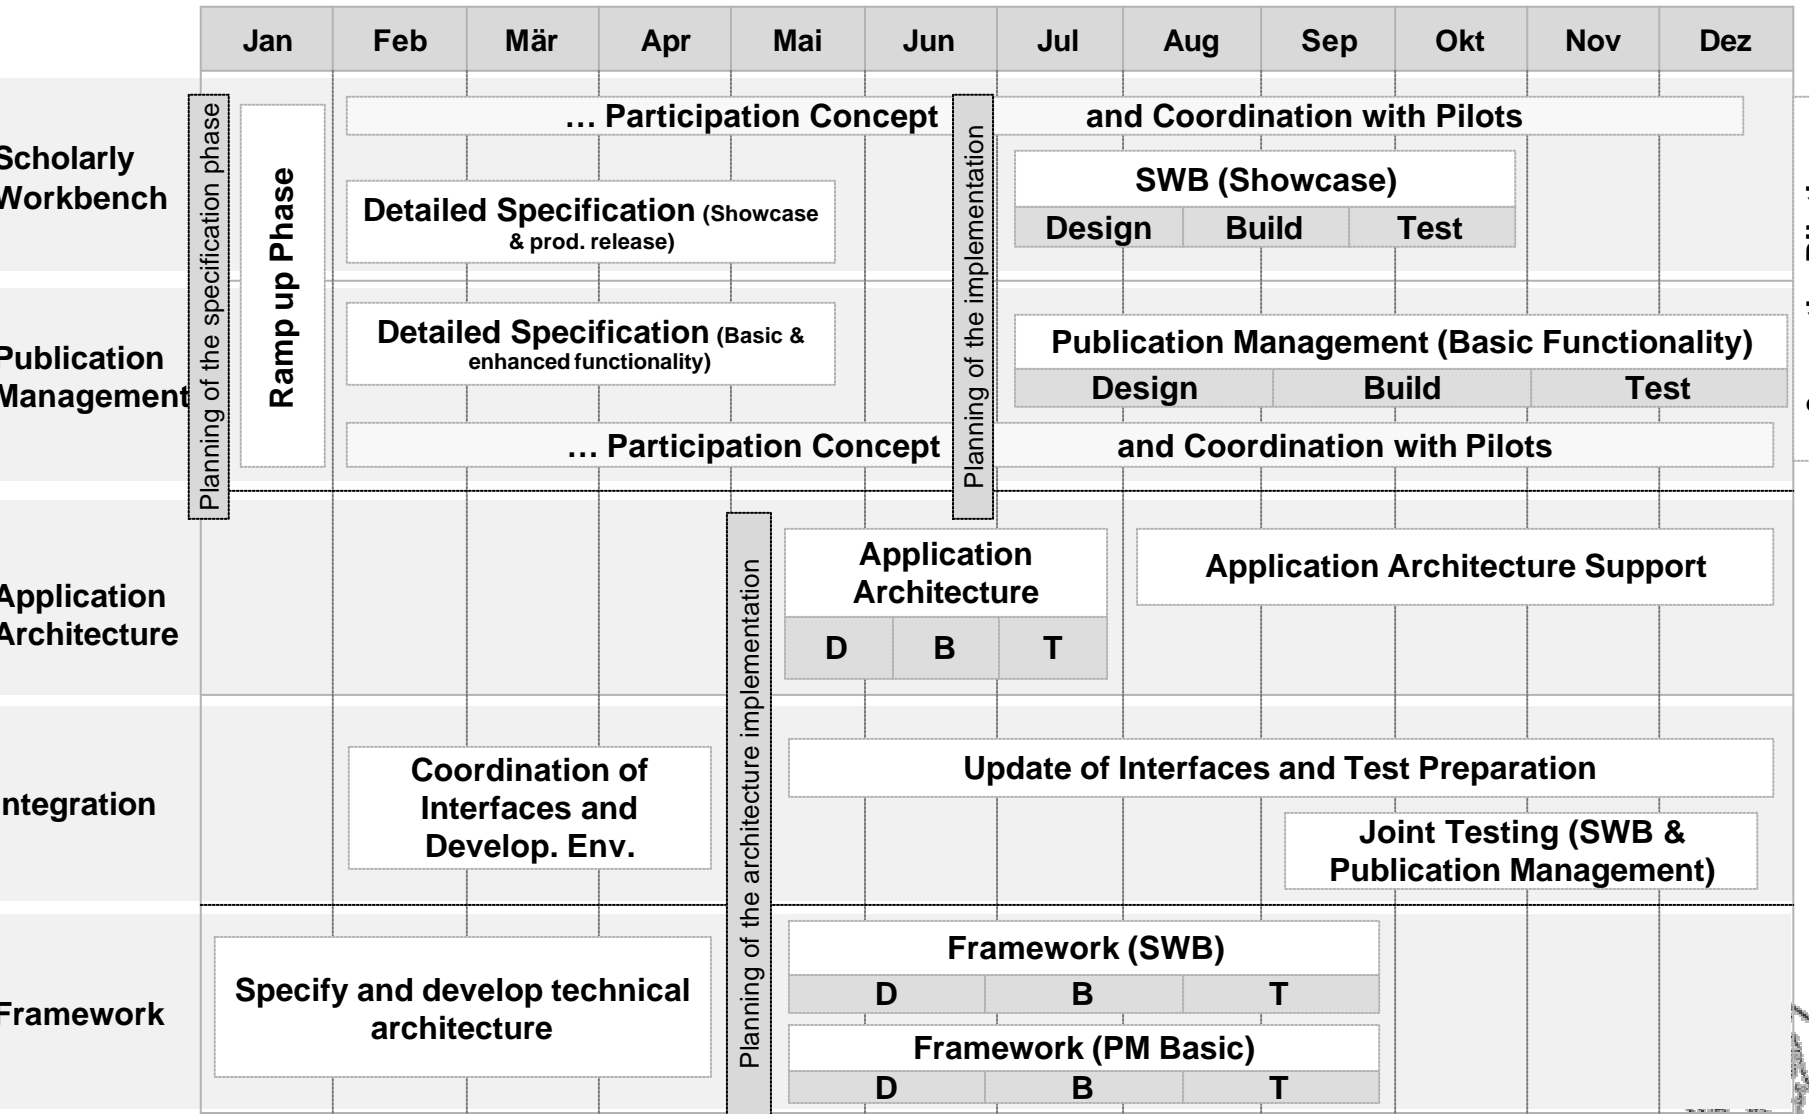 Jan Feb Mär Apr Mai Jun Jul Aug Sep Okt Nov Dez
Planning of the specification phase
Ramp up Phase
Planning of the implementation
Scholarly
Workbench
… Participation Concept and Coordination with Pilots
Detailed Specification (Showcase
& prod. release)
SWB (Showcase)
Design Build Test
Publication
Management
Detailed Specification (Basic &
enhanced functionality)
Publication Management (Basic Functionality)
Design Build Test
… Participation Concept and Coordination with Pilots
Planning of the architecture implementation
Application
Architecture
Application
Architecture
D B T
Application Architecture Support
Integration
Coordination of
Interfaces and
Develop. Env.
Update of Interfaces and Test Preparation
Joint Testing (SWB &
Publication Management)
Framework
Specify and develop technical
architecture
Framework (SWB)
D B T
Framework (PM Basic)
D B T